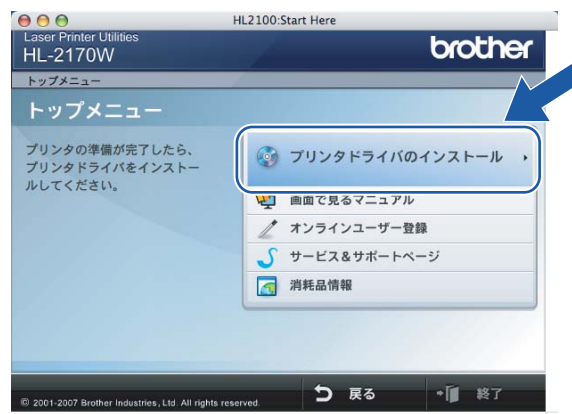 HL2100:Start Here
Laser Printer Utilities
HL-2170W
brother
トップメニュー
トップメニュー
プリンタの準備が完了したら、
プリンタドライバをインストー
ルしてください。
プリンタドライバのインストール
画面で見るマニュアル
オンラインユーザー登録
サービス&サポートページ
消耗品情報
© 2001-2007 Brother Industries, Ltd. All rights reserved.
戻る
終了